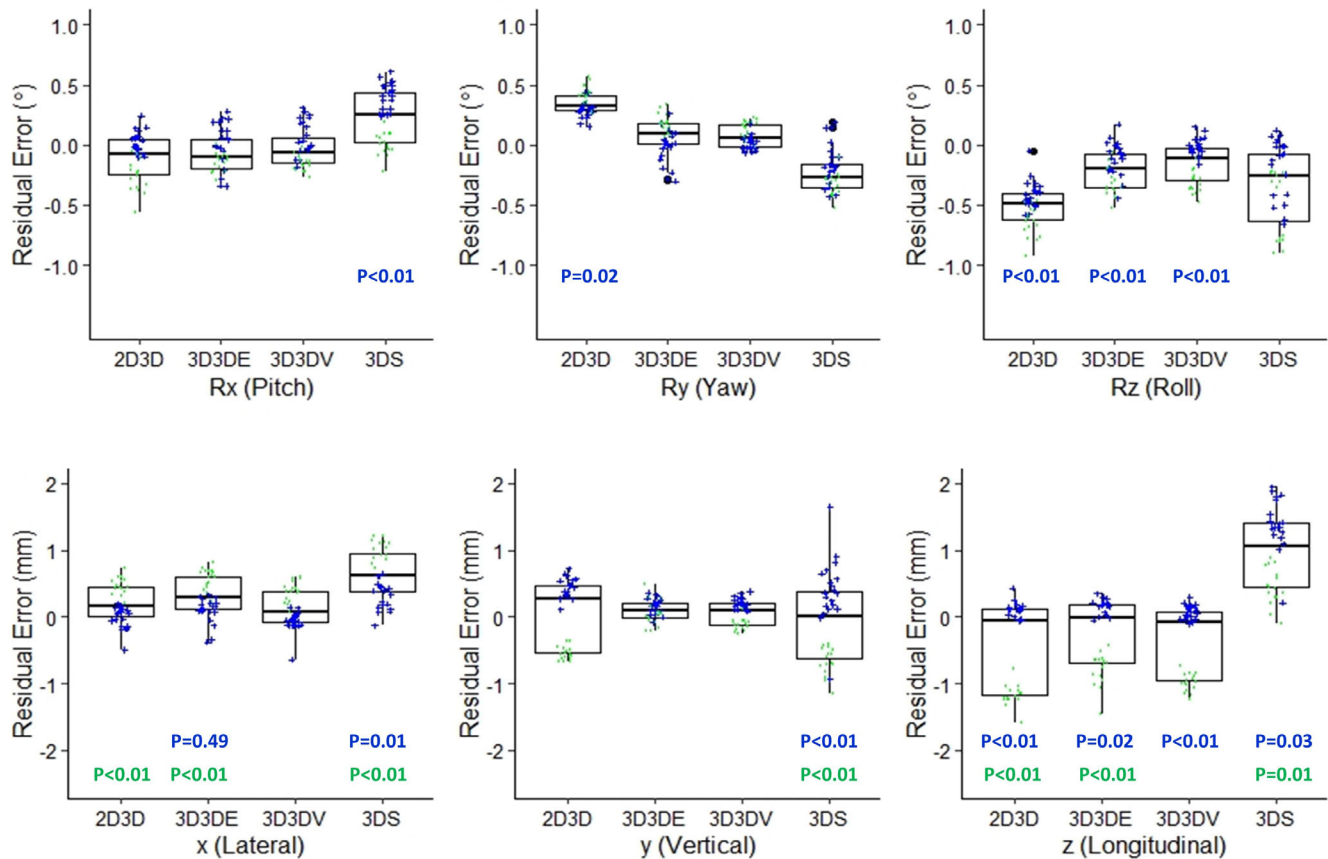 1.0
0.5
0.0
-0.5
-1.0
Residual Error (°)
P<0.01
2D3D 3D3DE 3D3DV 3DS
Rx (Pitch)
1.0
0.5
0.0
-0.5
-1.0
Residual Error (°)
P=0.02
2D3D 3D3DE 3D3DV 3DS
Ry (Yaw)
1.0
0.5
0.0
-0.5
-1.0
Residual Error (°)
P<0.01 P<0.01 P<0.01
2D3D 3D3DE 3D3DV 3DS
Rz (Roll)
2
1
0
-1
-2
Residual Error (mm)
P=0.49 P=0.01
P<0.01 P<0.01 P<0.01
2D3D 3D3DE 3D3DV 3DS
x (Lateral)
2
1
0
-1
-2
Residual Error (mm)
P<0.01
P<0.01
2D3D 3D3DE 3D3DV 3DS
y (Vertical)
2
1
0
-1
-2
Residual Error (mm)
P<0.01 P=0.02 P<0.01 P=0.03
P<0.01 P<0.01 P=0.01
2D3D 3D3DE 3D3DV 3DS
z (Longitudinal)